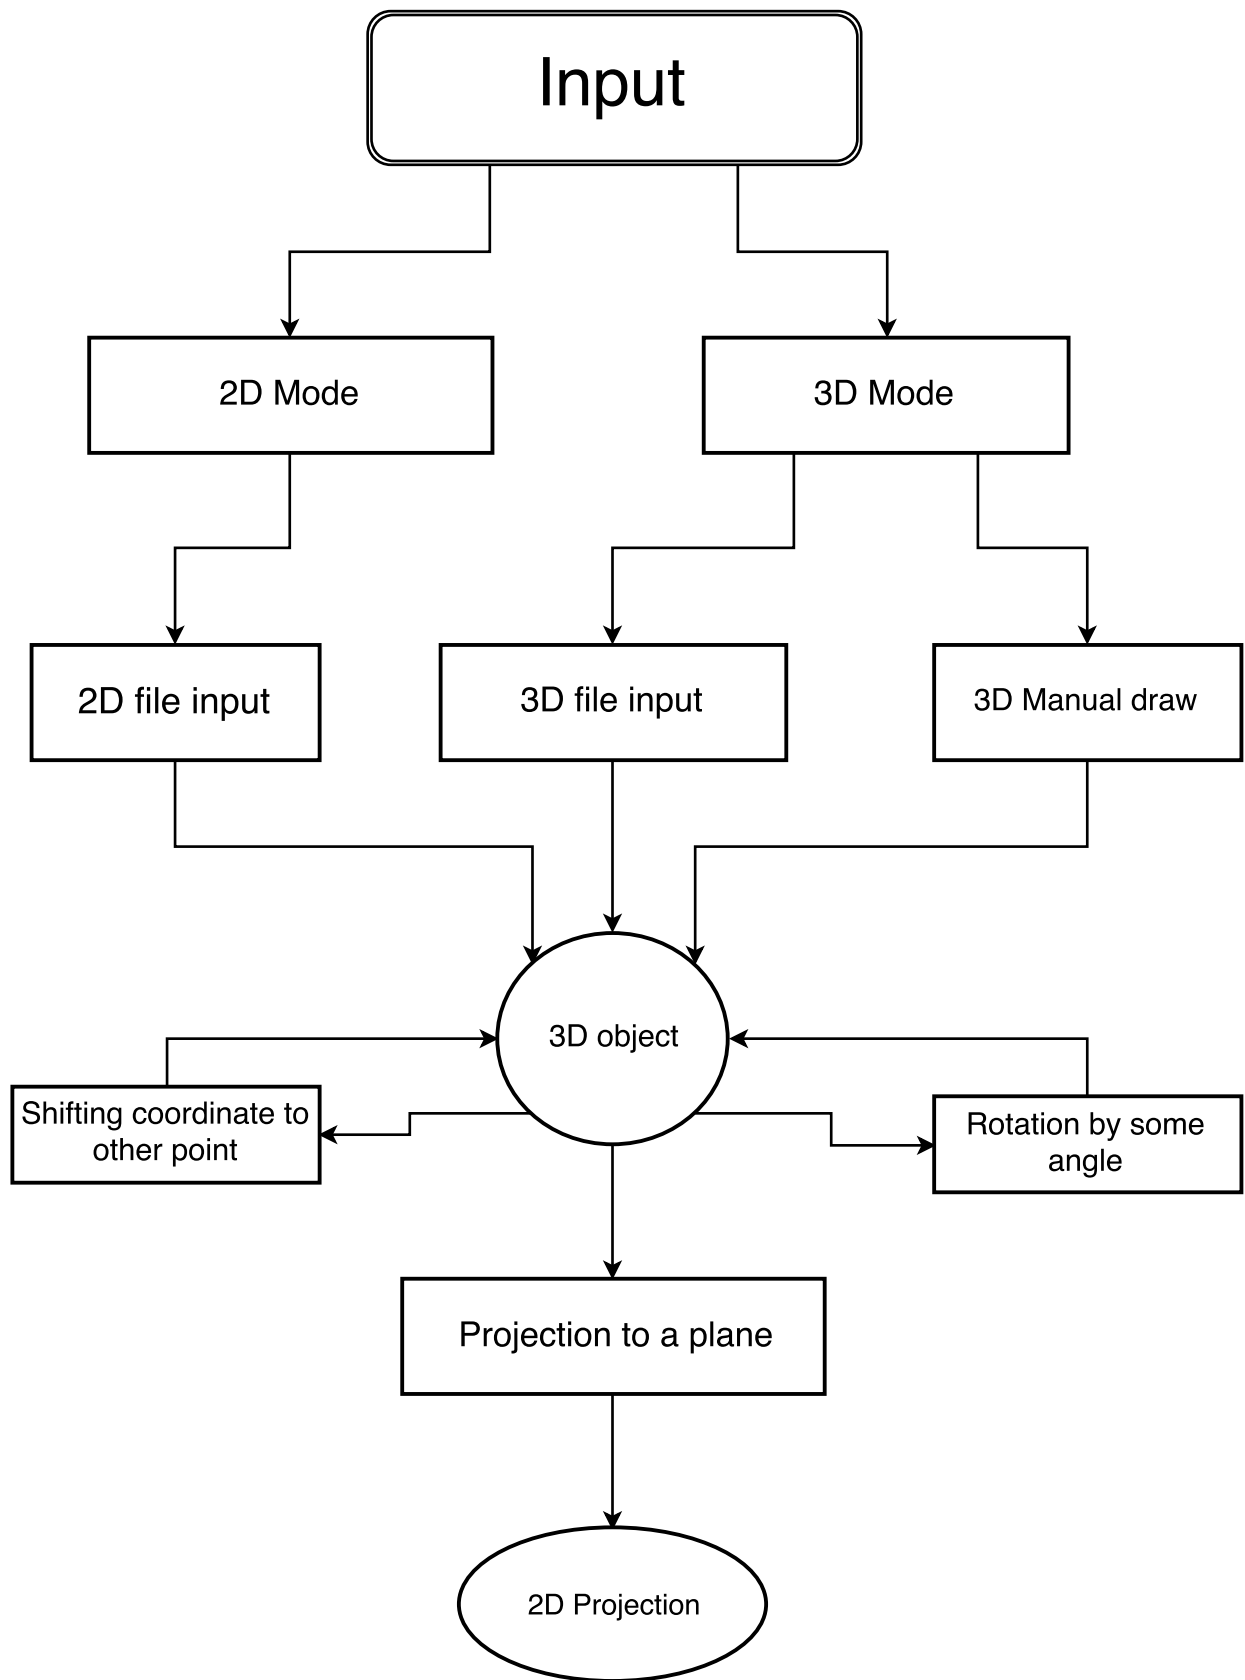 Input
2D Mode
3D Mode
2D file input
3D file input
3D Manual draw
3D object
Shifting coordinate to
other point
Rotation by some
angle
Projection to a plane
2D Projection